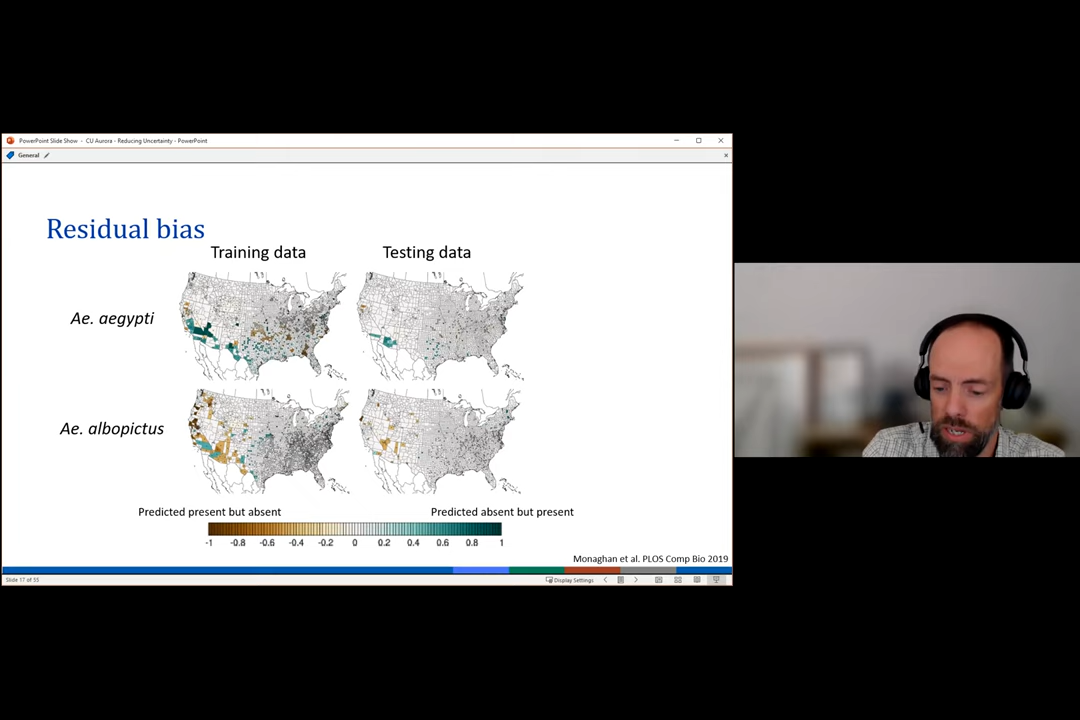 PowerPoint Slide Show - CU Aurora - Reducing Uncertainty - PowerPoint
General
Residual bias
Training data
Testing data
Ae. aegypti
Ae. albopictus
Predicted present but absent
Predicted absent but present
-1 -0.8 -0.6 -0.4 -0.2 0 0.2 0.4 0.6 0.8 1
Monaghan et al. PLOS Comp Bio 2019
Slide 17 of 55
Display Settings